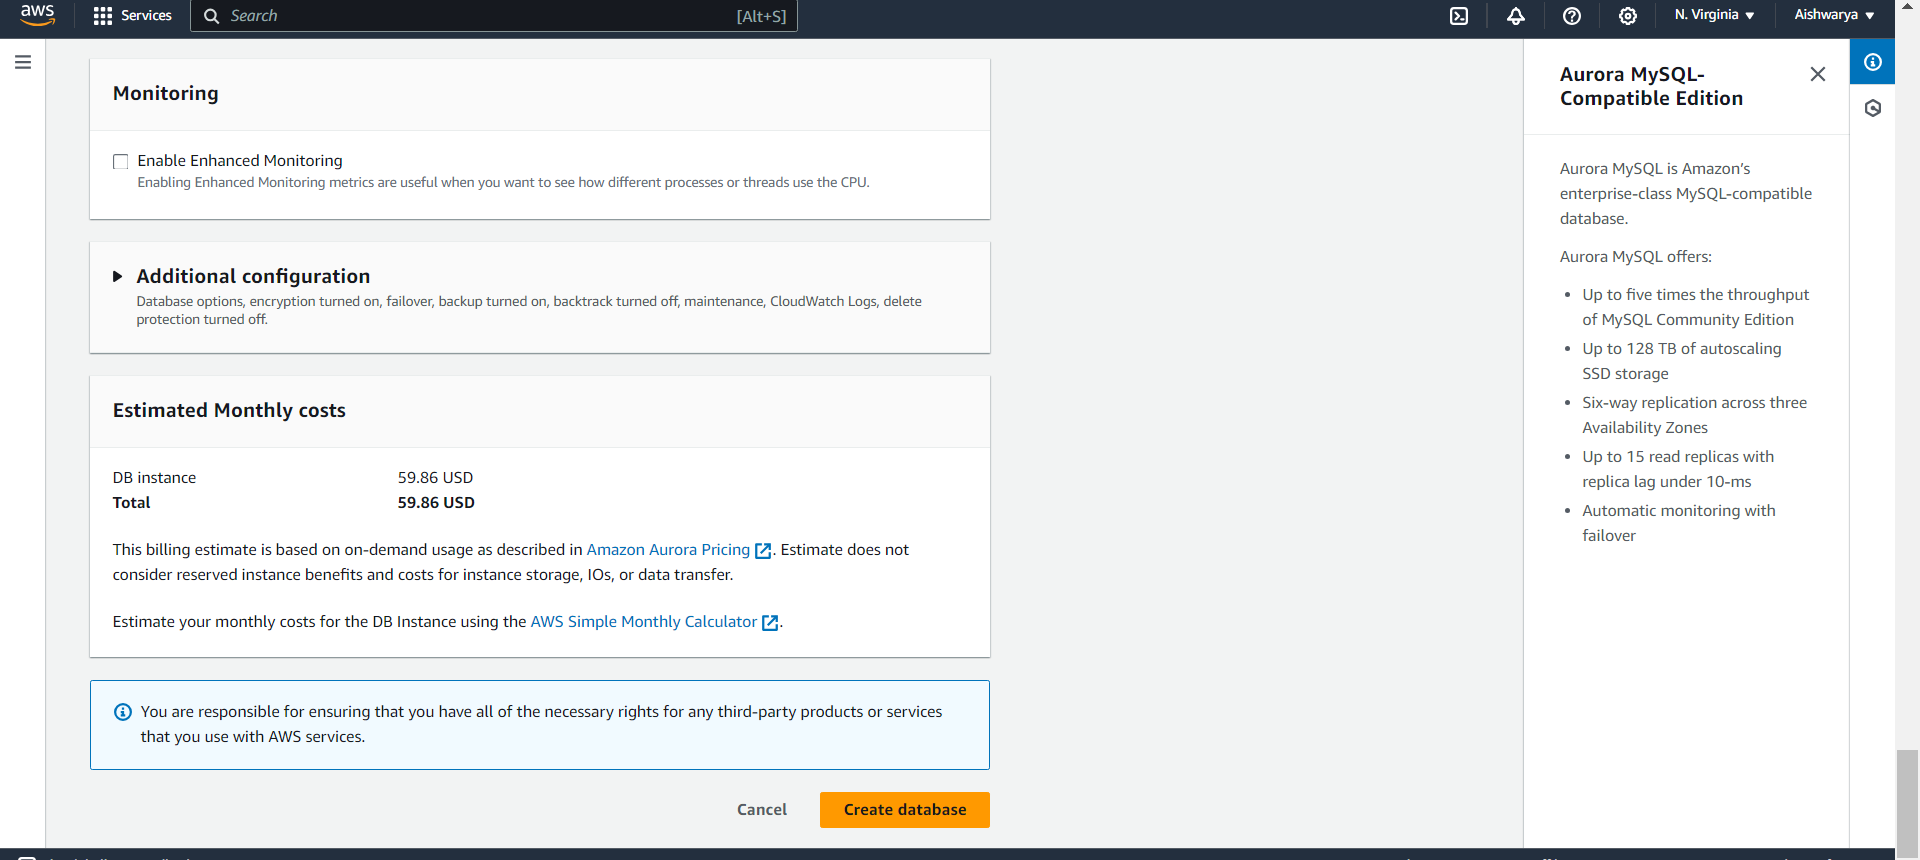 aws
Services
Search
[Alt+S]
N. Virginia
Aishwarya
Monitoring
Enable Enhanced Monitoring
Enabling Enhanced Monitoring metrics are useful when you want to see how different processes or threads use the CPU.
Additional configuration
Database options, encryption turned on, failover, backup turned on, backtrack turned off, maintenance, CloudWatch Logs, delete
protection turned off.
Estimated Monthly costs
DB instance 59.86 USD
Total 59.86 USD
This billing estimate is based on on-demand usage as described in Amazon Aurora Pricing. Estimate does not
consider reserved instance benefits and costs for instance storage, IOs, or data transfer.
Estimate your monthly costs for the DB Instance using the AWS Simple Monthly Calculator.
You are responsible for ensuring that you have all of the necessary rights for any third-party products or services
that you use with AWS services.
Cancel
Create database
Aurora MySQL-
Compatible Edition
Aurora MySQL is Amazon’s
enterprise-class MySQL-compatible
database.
Aurora MySQL offers:
• Up to five times the throughput
of MySQL Community Edition
• Up to 128 TB of autoscaling
SSD storage
• Six-way replication across three
Availability Zones
• Up to 15 read replicas with
replica lag under 10-ms
• Automatic monitoring with
failover